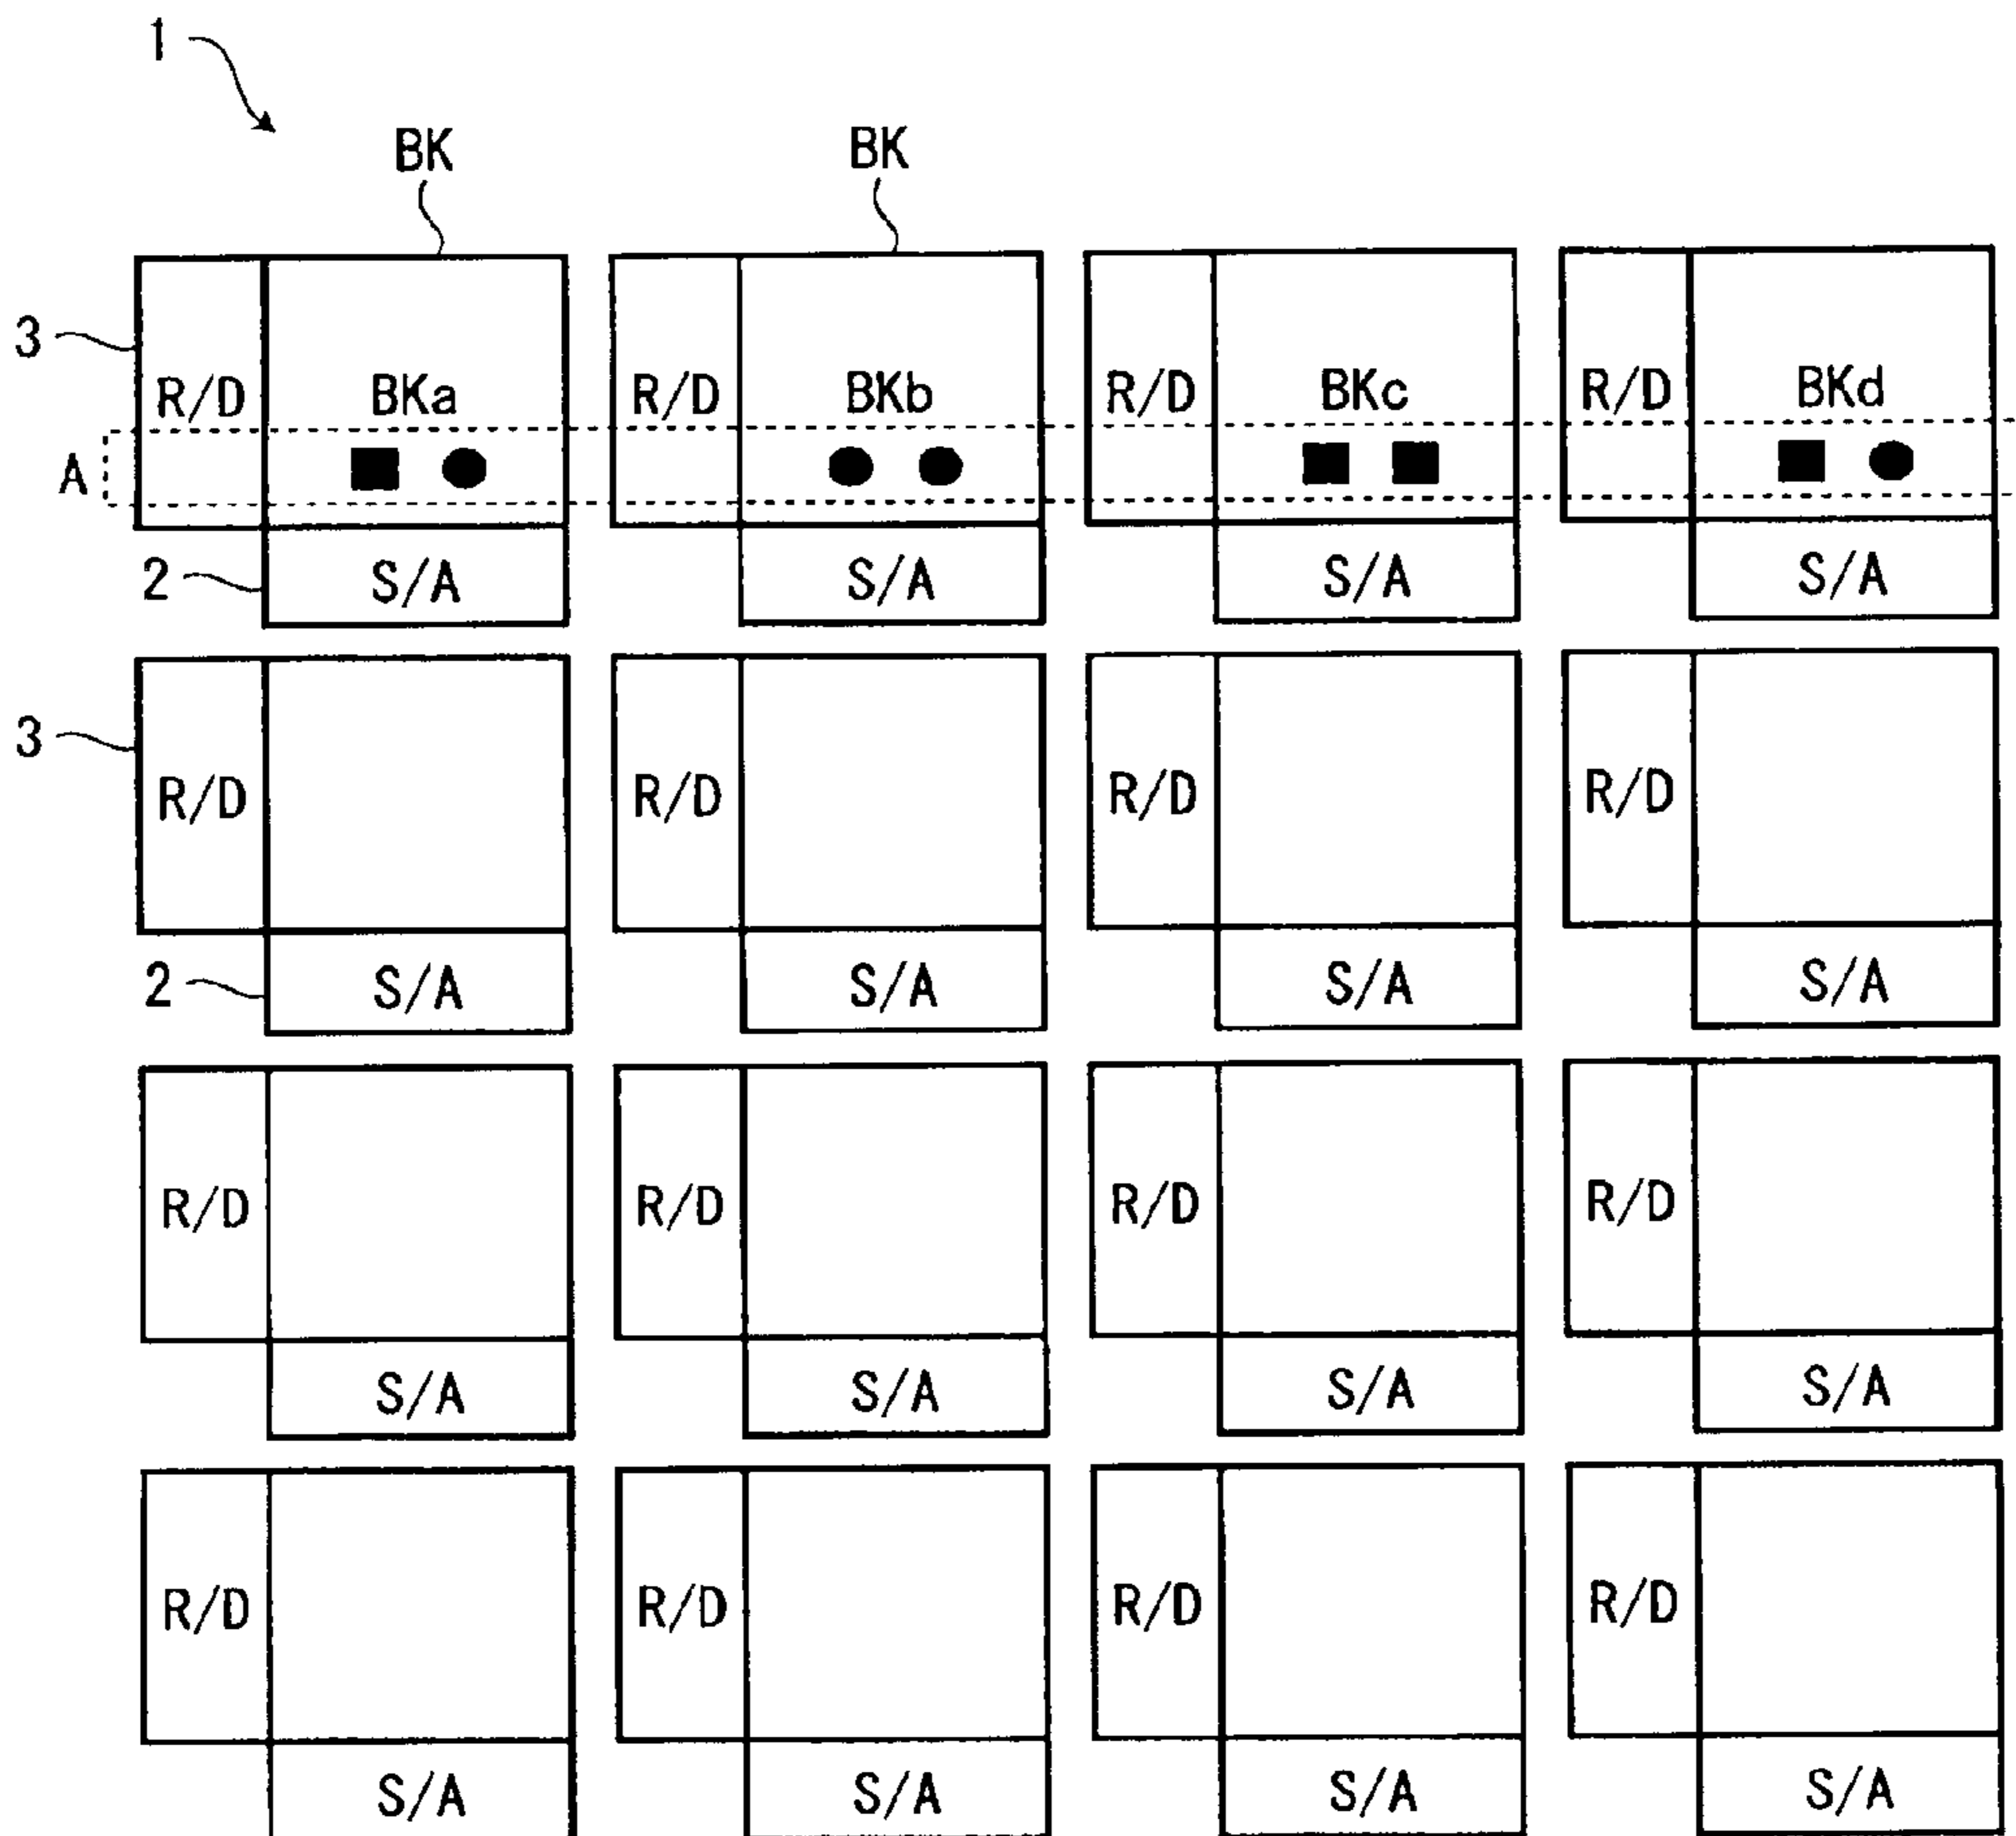 1
BK BK
3 R/D BKa R/D BKb R/D BKc R/D BKd
A
2 S/A S/A S/A S/A
3 R/D R/D R/D R/D
2 S/A S/A S/A S/A
R/D R/D R/D R/D
S/A S/A S/A S/A
R/D R/D R/D R/D
S/A S/A S/A S/A